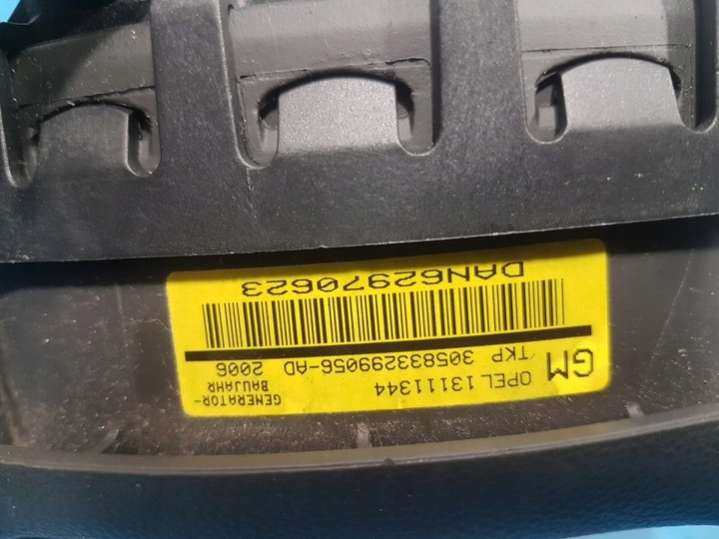 GM OPEL 13111344 GENERATOR-
TKP 305833299056-AD 2006 BAUJAHR
DAN62970623